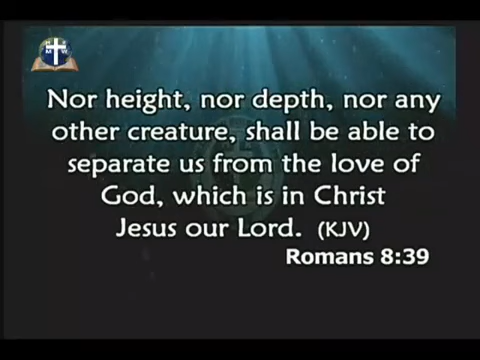 Nor height, nor depth, nor any
other creature, shall be able to
separate us from the love of
God, which is in Christ
Jesus our Lord. (KJV)
Romans 8:39